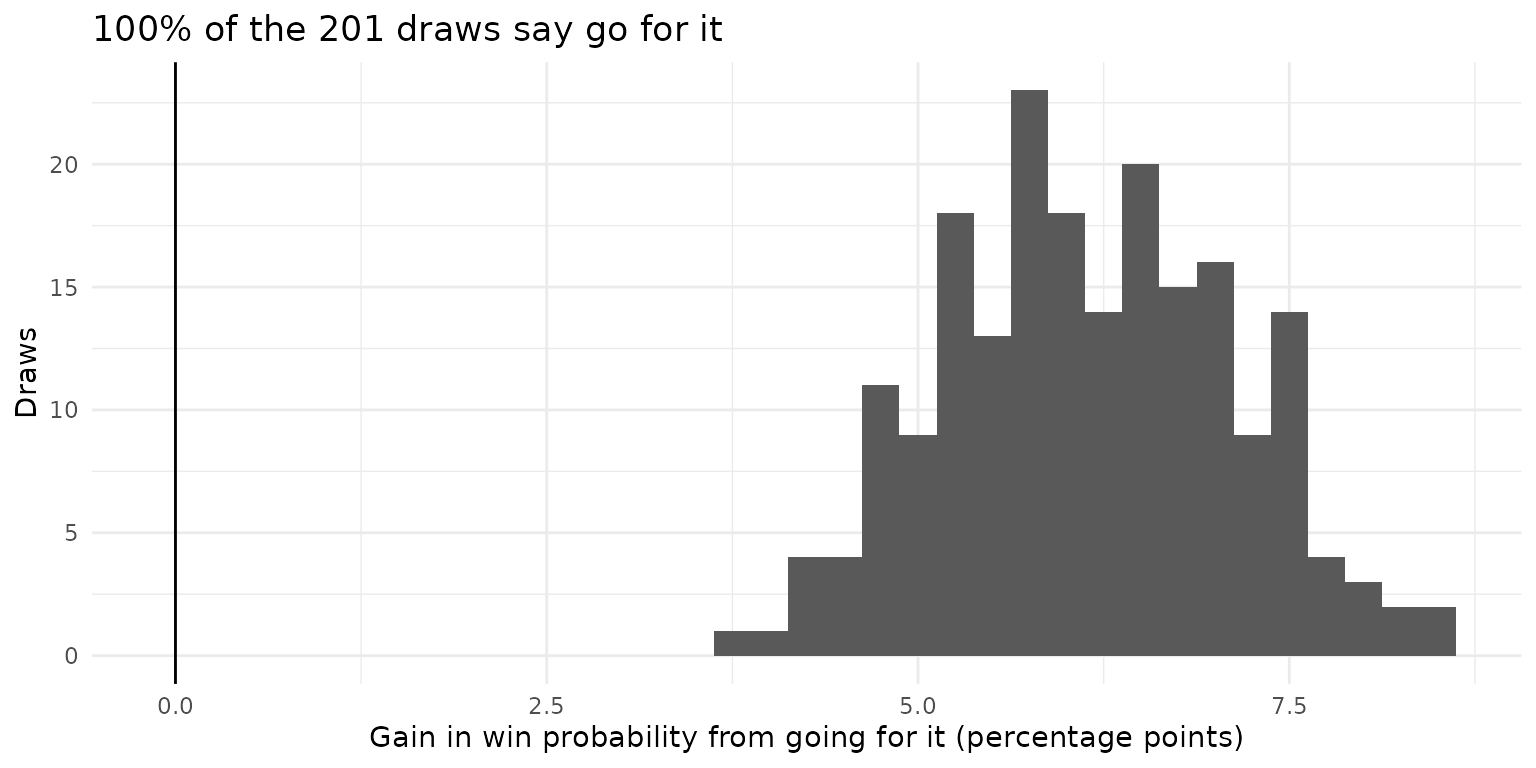 100% of the 201 draws say go for it
20
15
10
5
0
Draws
0.0 2.5 5.0 7.5
Gain in win probability from going for it (percentage points)